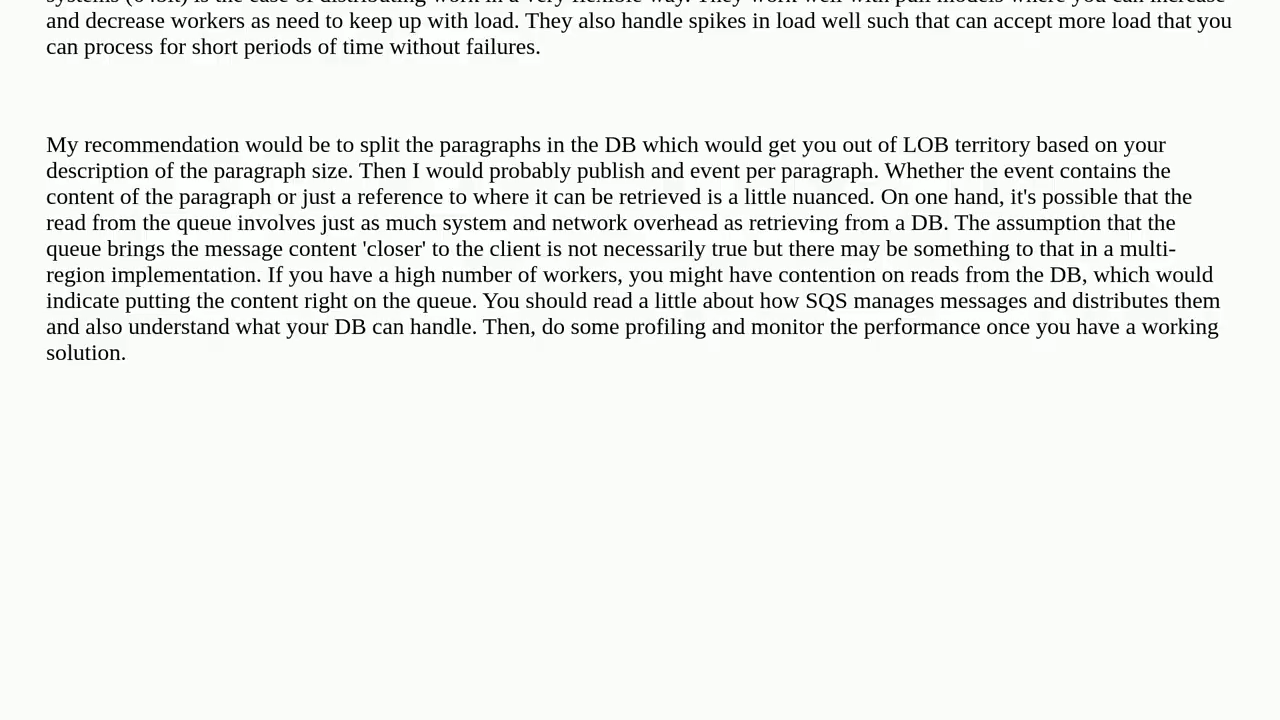 and decrease workers as need to keep up with load. They also handle spikes in load well such that can accept more load that you
can process for short periods of time without failures.
My recommendation would be to split the paragraphs in the DB which would get you out of LOB territory based on your
description of the paragraph size. Then I would probably publish and event per paragraph. Whether the event contains the
content of the paragraph or just a reference to where it can be retrieved is a little nuanced. On one hand, it's possible that the
read from the queue involves just as much system and network overhead as retrieving from a DB. The assumption that the
queue brings the message content 'closer' to the client is not necessarily true but there may be something to that in a multi-
region implementation. If you have a high number of workers, you might have contention on reads from the DB, which would
indicate putting the content right on the queue. You should read a little about how SQS manages messages and distributes them
and also understand what your DB can handle. Then, do some profiling and monitor the performance once you have a working
solution.